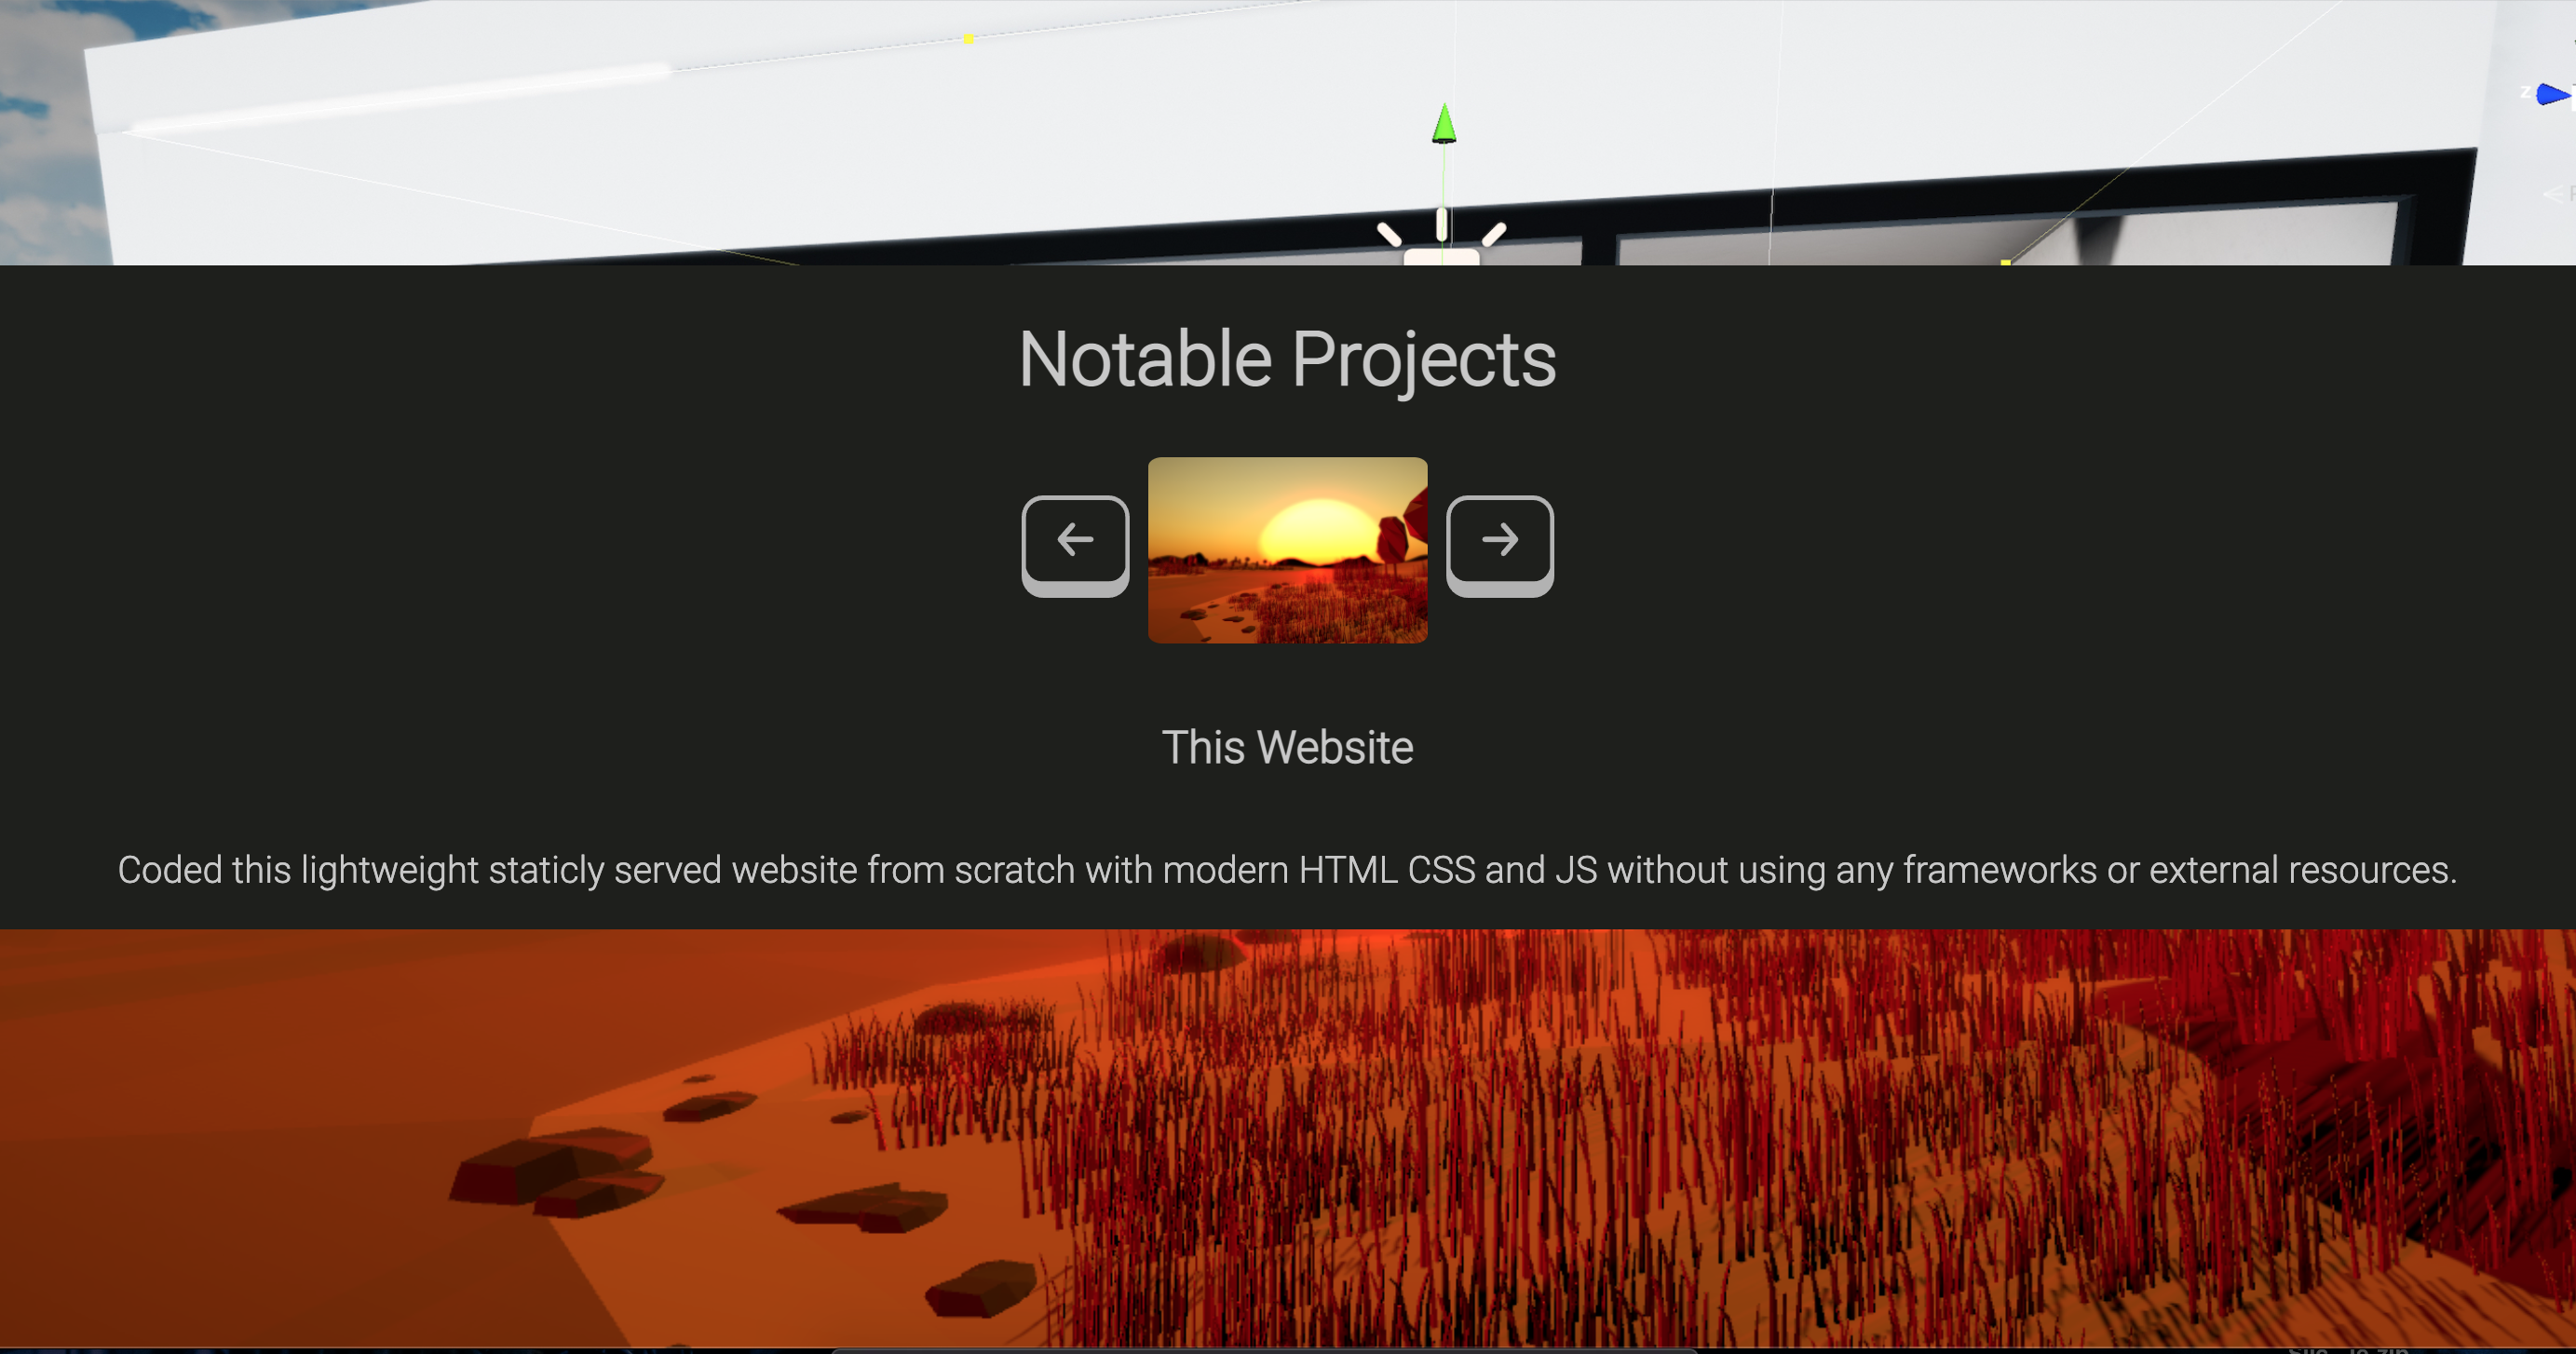 z
Notable Projects
This Website
Coded this lightweight staticly served website from scratch with modern HTML CSS and JS without using any frameworks or external resources.